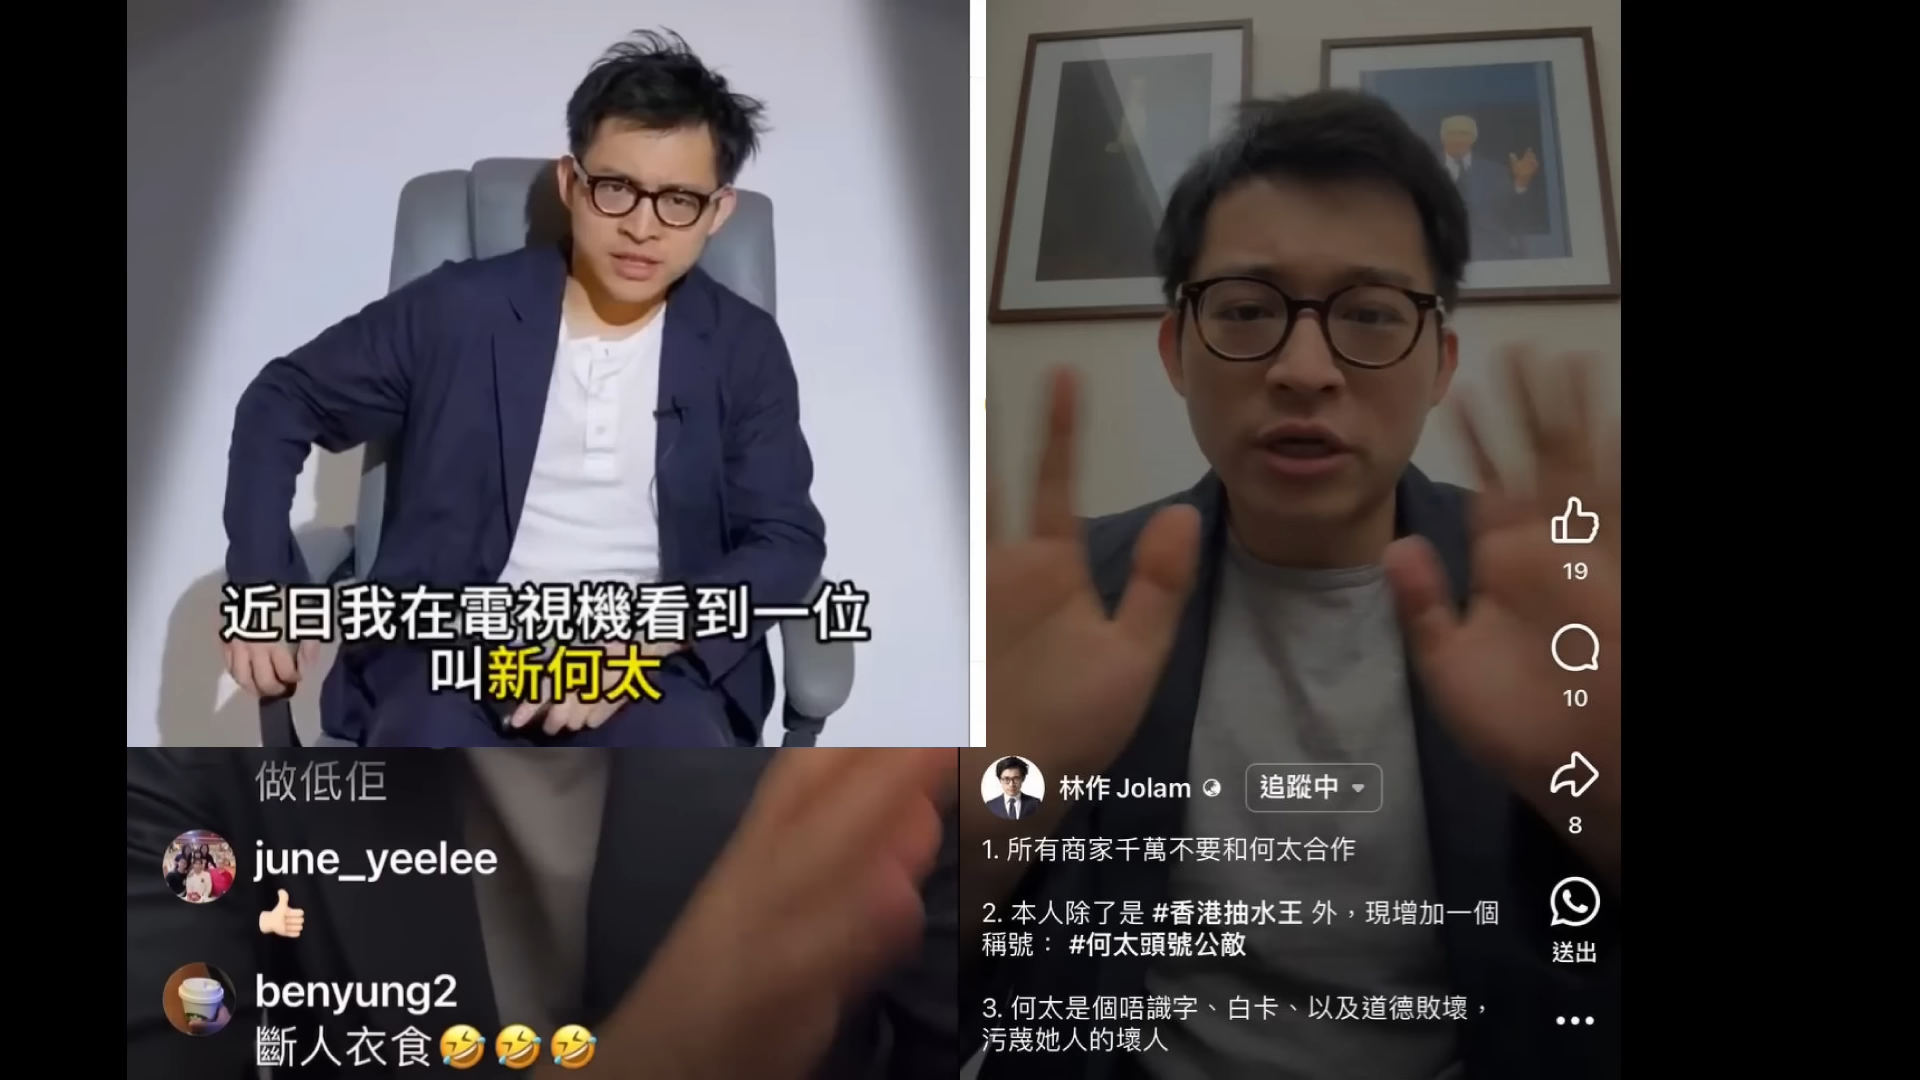 近日我在電視機看到一位
叫新何太
做低佢
june_yeelee
👍🏻
benyung2
斷人衣食🤣🤣🤣
林作 Jolam
追蹤中
1. 所有商家千萬不要和何太合作
2. 本人除了是 #香港抽水王 外，現增加一個
稱號： #何太頭號公敵
3. 何太是個唔識字、白卡、以及道德敗壞，
污蔑她人的壞人
19
10
8
送出